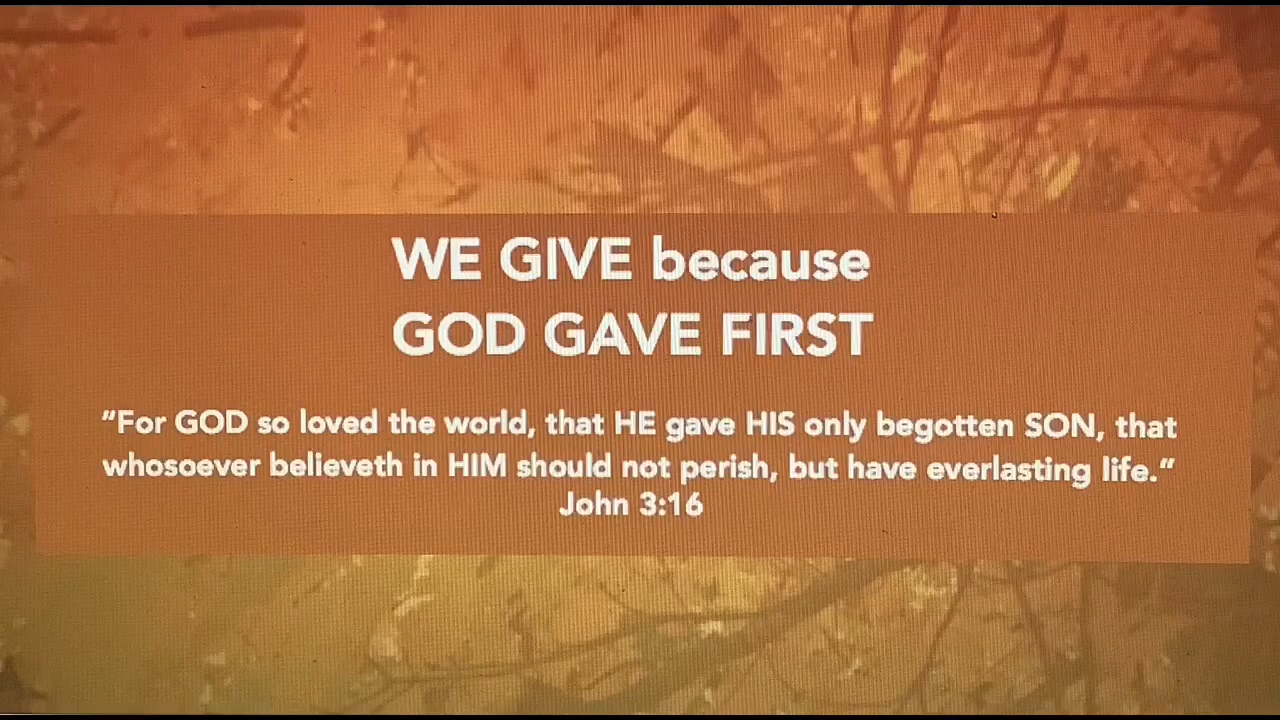 WE GIVE because
GOD GAVE FIRST
“For GOD so loved the world, that HE gave HIS only begotten SON, that
whosoever believeth in HIM should not perish, but have everlasting life.”
John 3:16